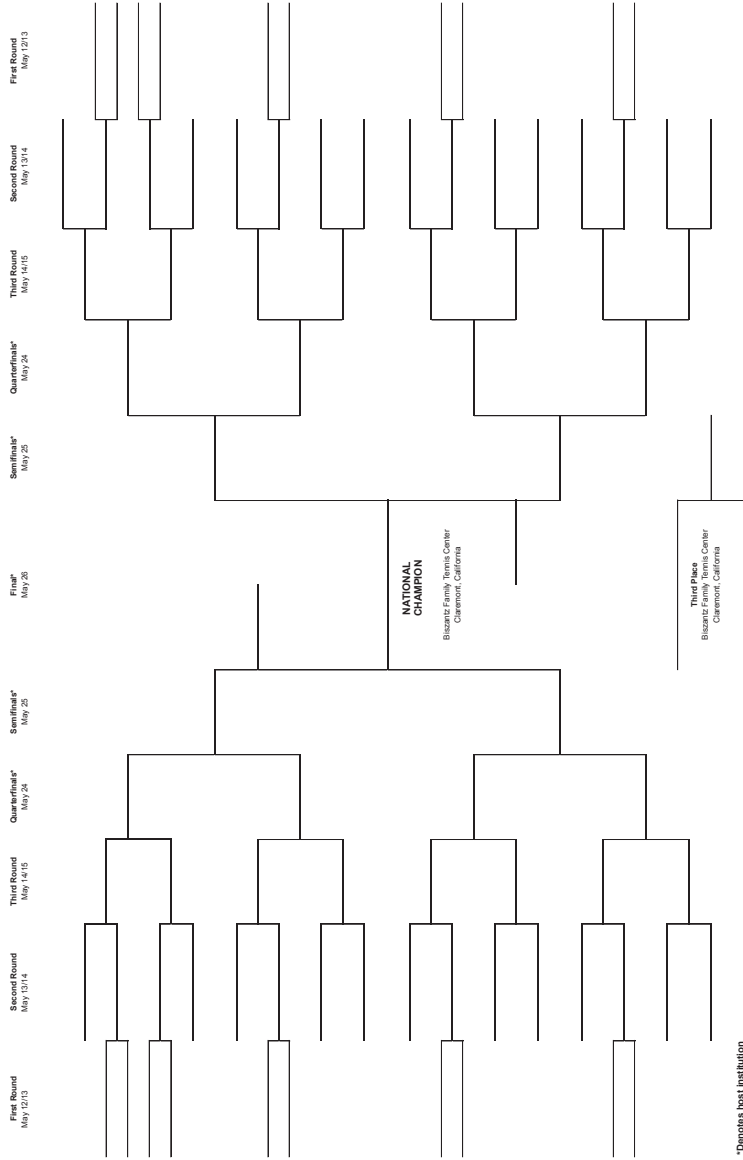 First Round
May 12/13
Second Round
May 13/14
Third Round
May 14/15
Quarterfinals*
May 24
Semifinals*
May 25
Final*
May 26
Semifinals*
May 25
Quarterfinals*
May 24
Third Round
May 14/15
Second Round
May 13/14
First Round
May 12/13
NATIONAL
CHAMPION
Biszantz Family Tennis Center
Claremont, California
Third Place
Biszantz Family Tennis Center
Claremont, California
*Denotes host institution